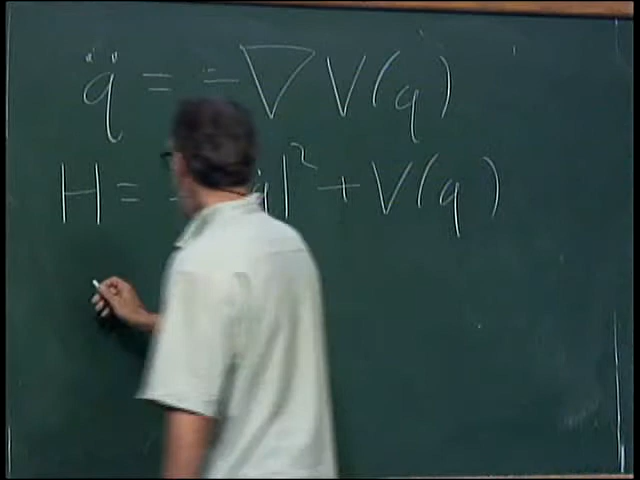 q̈ = -∇V(q)
H = q|² + V(q)